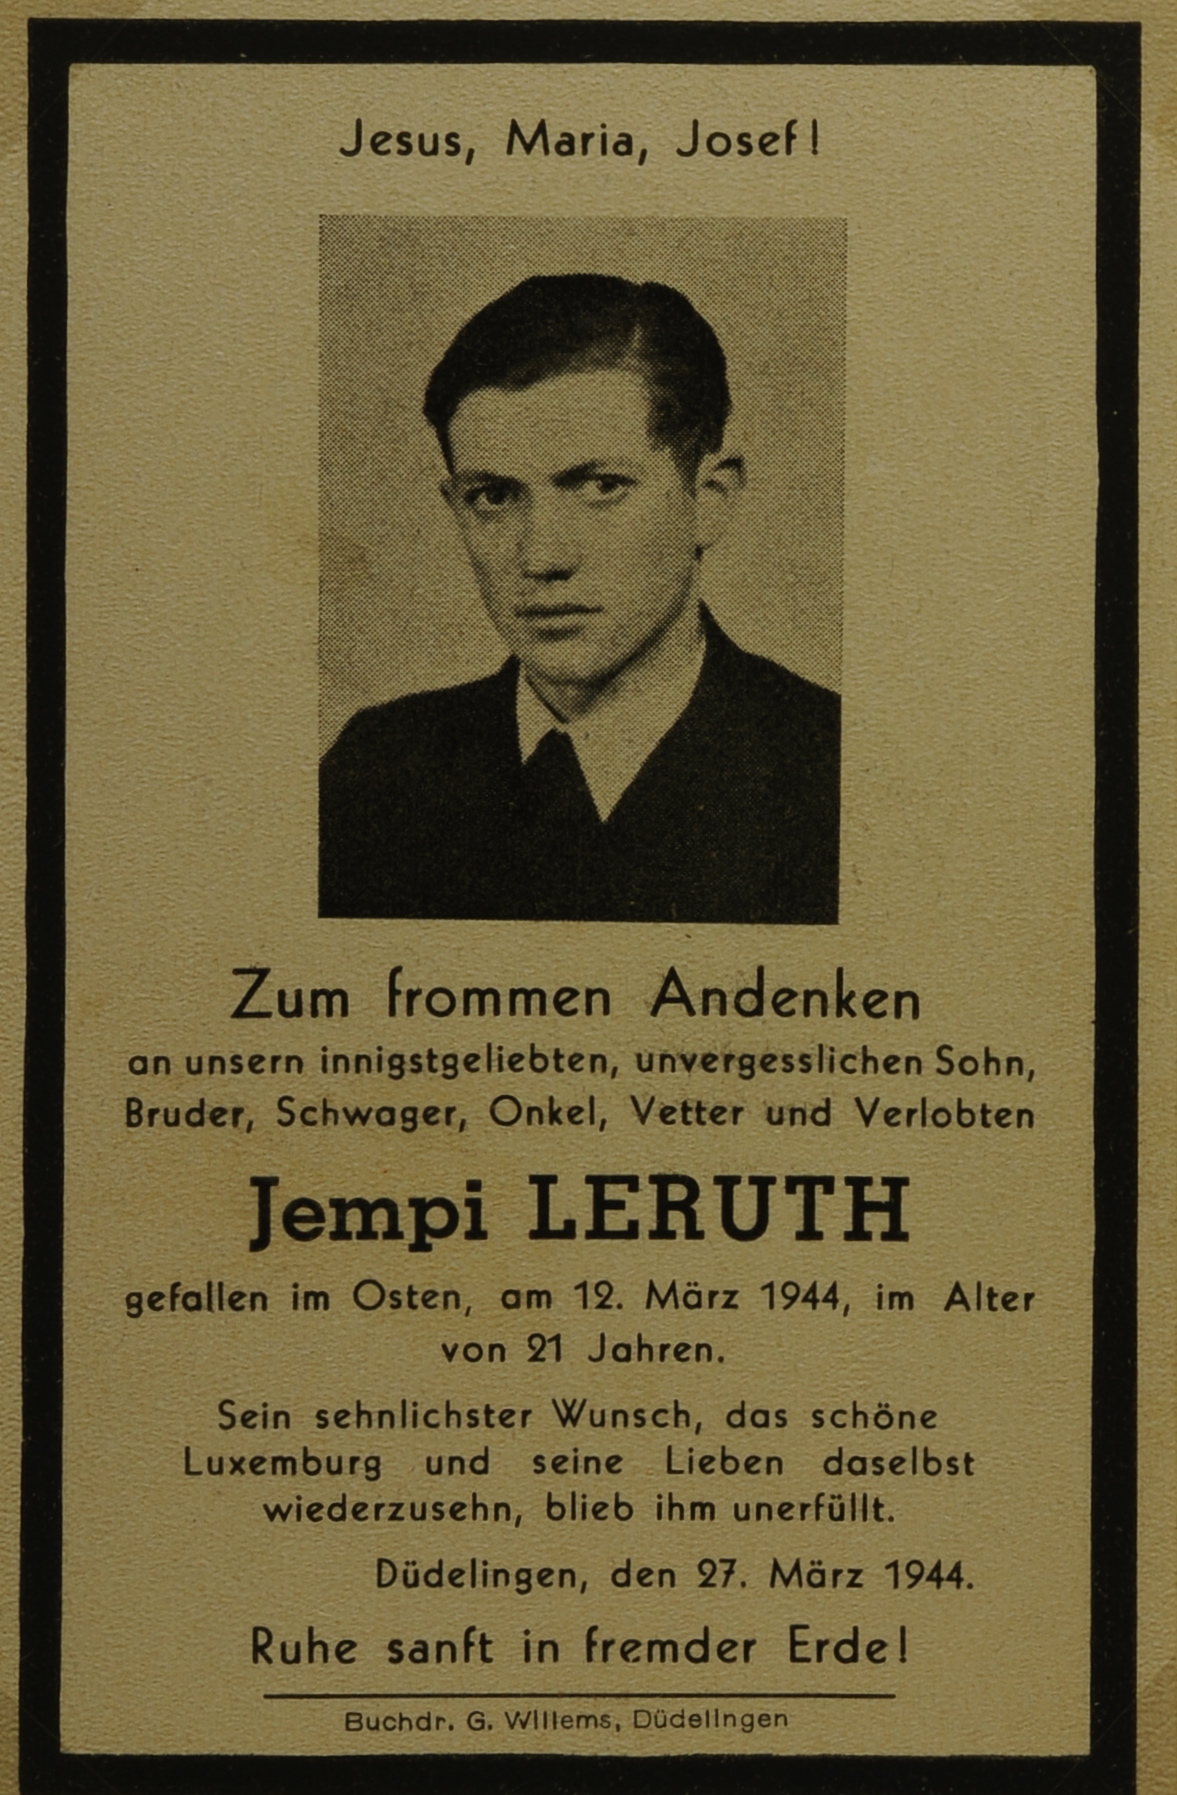 Jesus, Maria, Josef!
Zum frommen Andenken
an unsern innigstgeliebten, unvergesslichen Sohn,
Bruder, Schwager, Onkel, Vetter und Verlobten
Jempi LERUTH
gefallen im Osten, am 12. März 1944, im Alter
von 21 Jahren.
Sein sehnlichster Wunsch, das schöne
Luxemburg und seine Lieben daselbst
wiederzusehn, blieb ihm unerfüllt.
Düdelingen, den 27. März 1944.
Ruhe sanft in fremder Erde!
Buchdr. G. Willems, Düdelingen